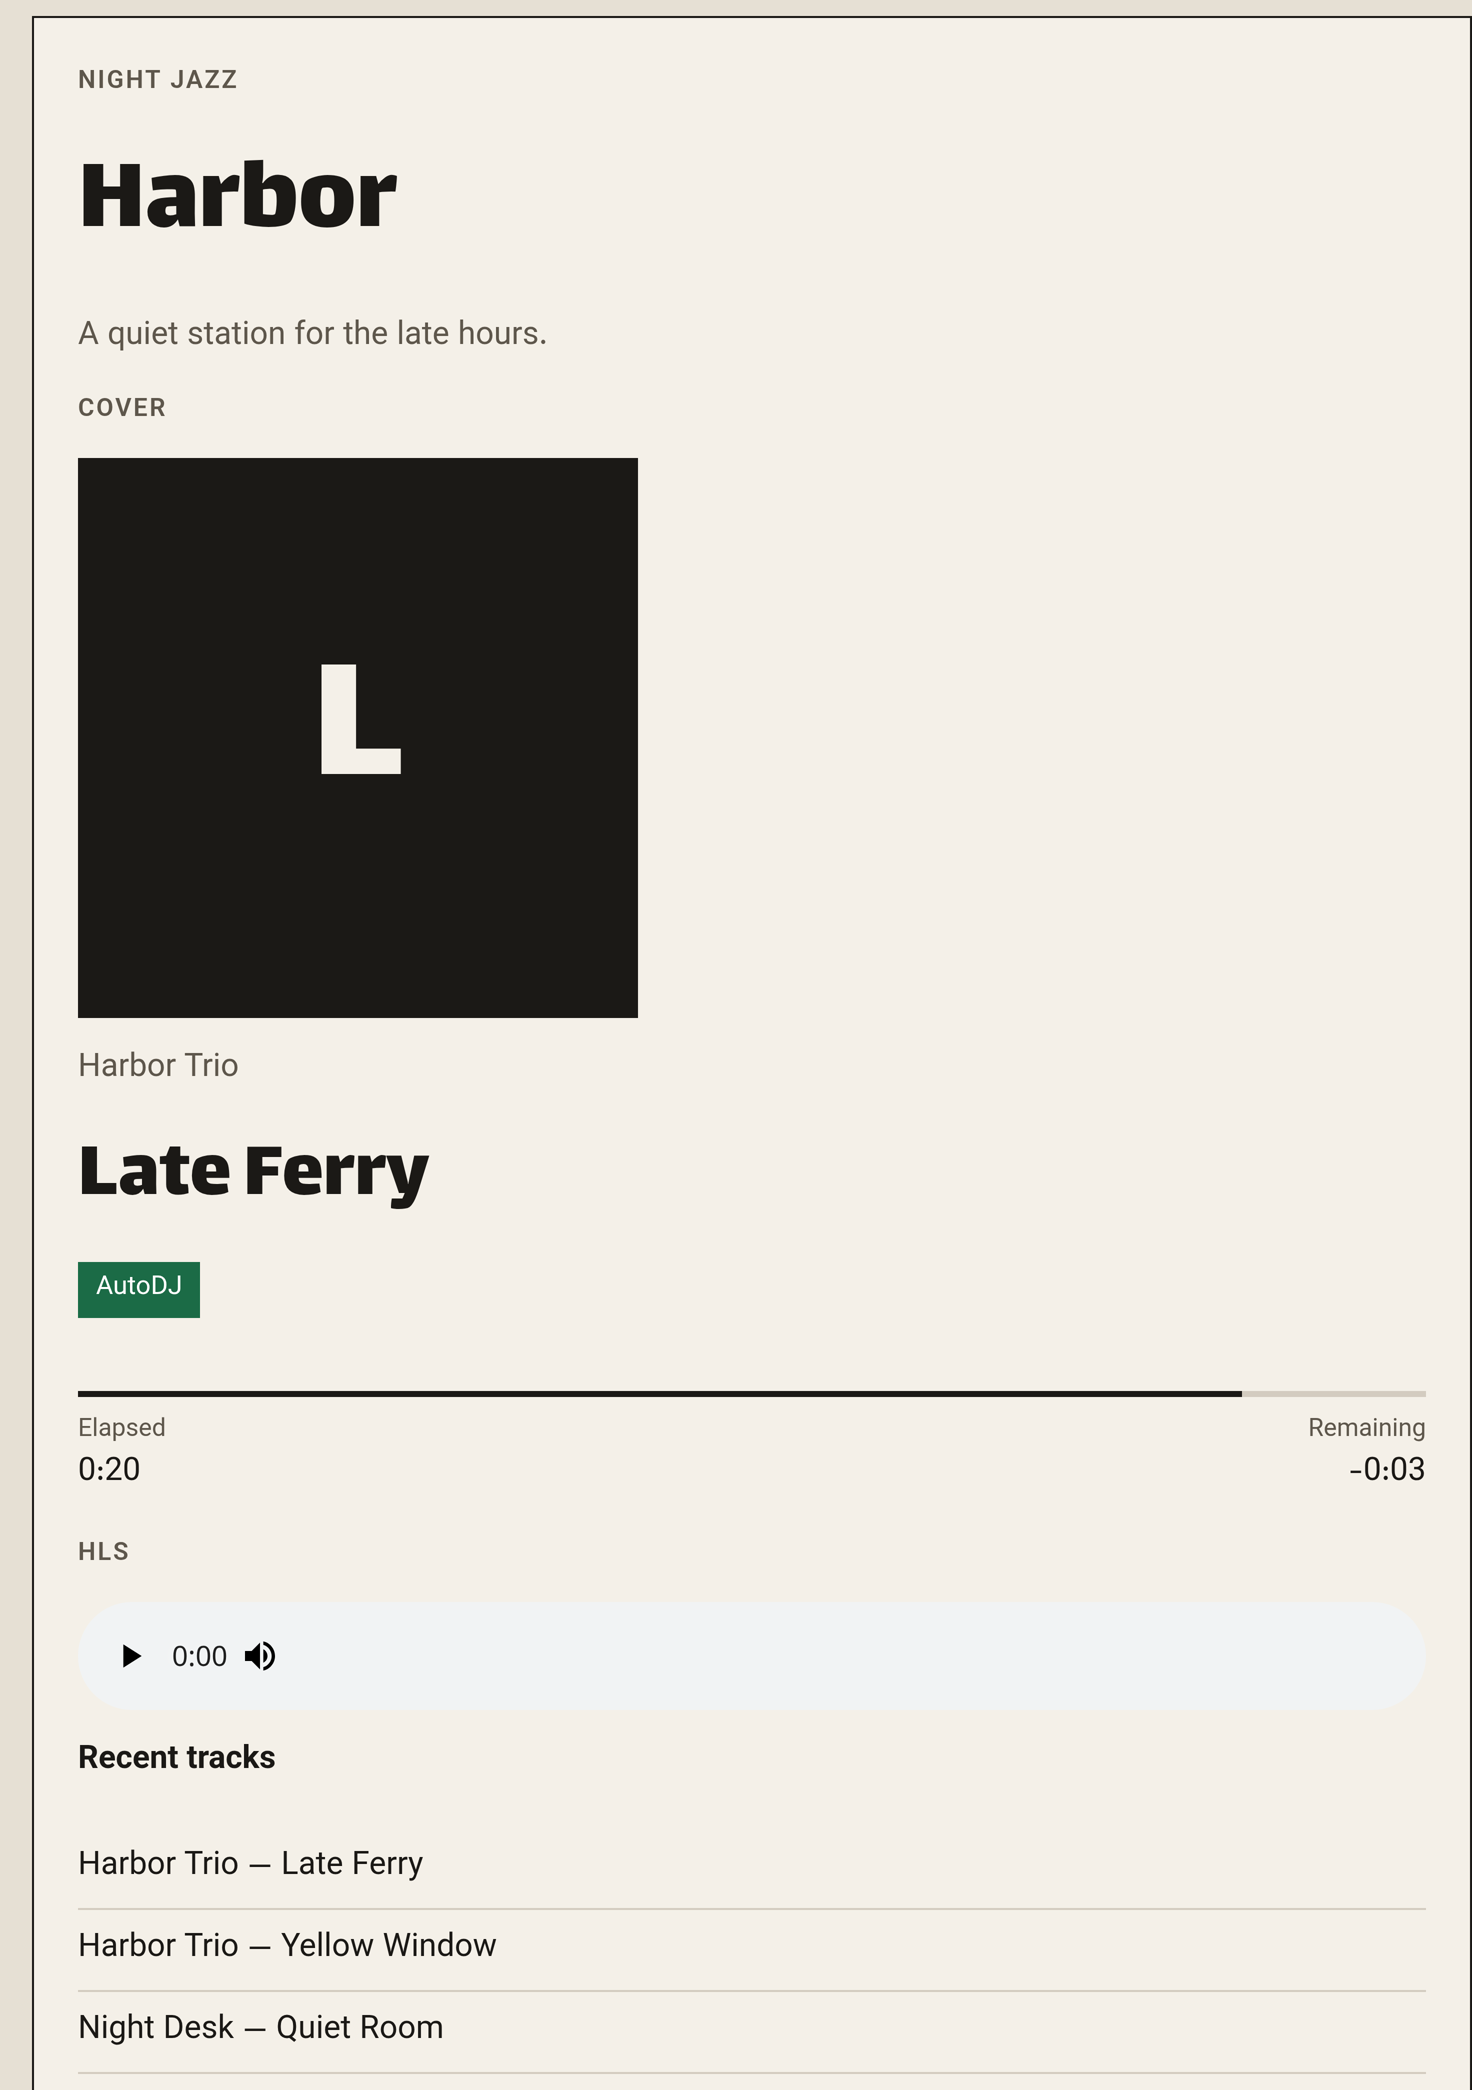 NIGHT JAZZ
Harbor
A quiet station for the late hours.
COVER
L
Harbor Trio
Late Ferry
AutoDJ
Elapsed Remaining
0:20 -0:03
HLS
0:00
Recent tracks
Harbor Trio — Late Ferry
Harbor Trio — Yellow Window
Night Desk — Quiet Room